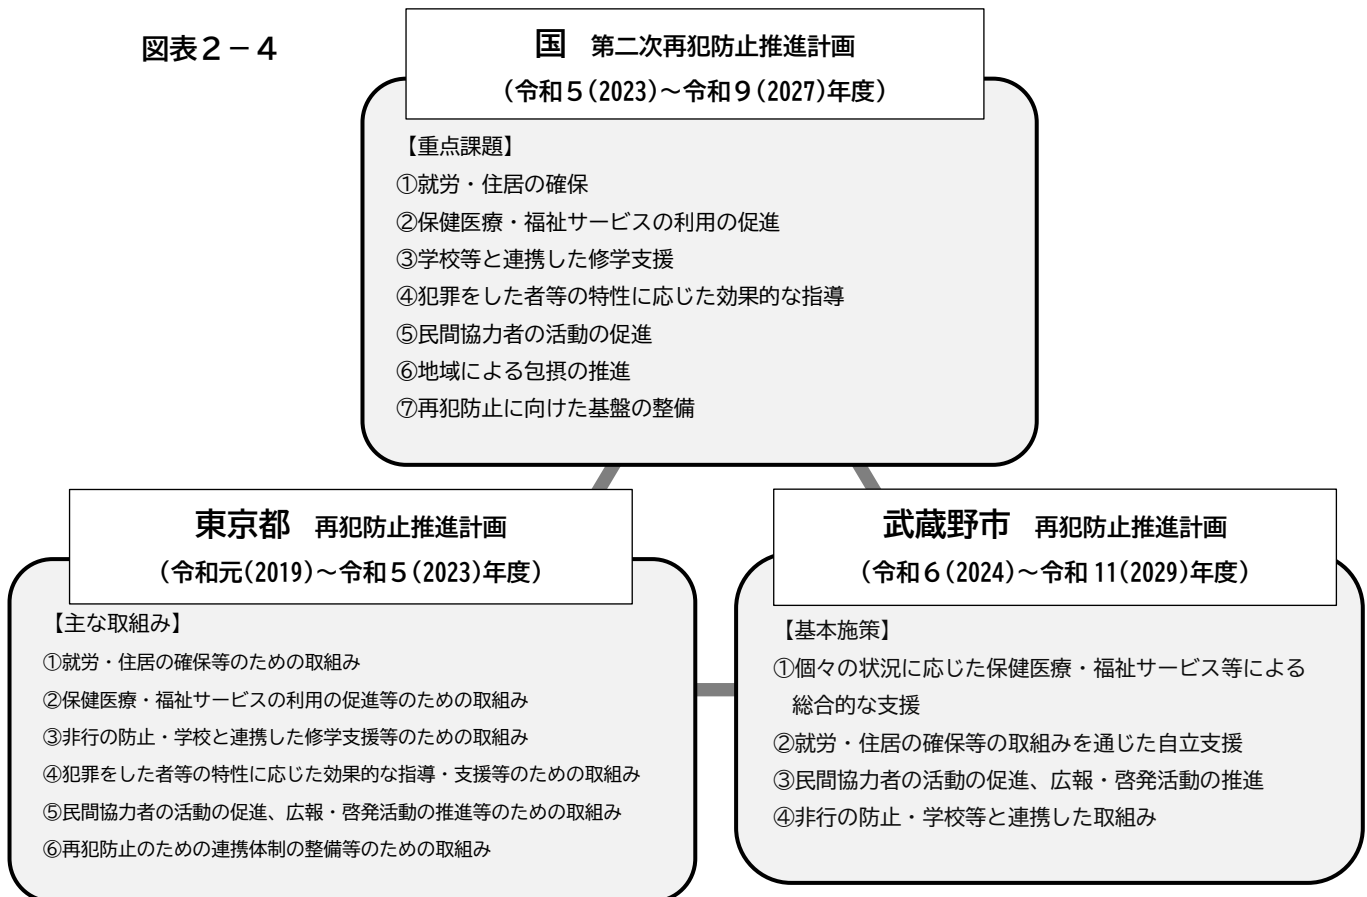 図表２－４
国 第二次再犯防止推進計画
（令和５(2023)～令和９(2027)年度）
【重点課題】
①就労・住居の確保
②保健医療・福祉サービスの利用の促進
③学校等と連携した修学支援
④犯罪をした者等の特性に応じた効果的な指導
⑤民間協力者の活動の促進
⑥地域による包摂の推進
⑦再犯防止に向けた基盤の整備
東京都 再犯防止推進計画
（令和元(2019)～令和５(2023)年度）
【主な取組み】
①就労・住居の確保等のための取組み
②保健医療・福祉サービスの利用の促進等のための取組み
③非行の防止・学校と連携した修学支援等のための取組み
④犯罪をした者等の特性に応じた効果的な指導・支援等のための取組み
⑤民間協力者の活動の促進、広報・啓発活動の推進等のための取組み
⑥再犯防止のための連携体制の整備等のための取組み
武蔵野市 再犯防止推進計画
（令和６(2024)～令和 11(2029)年度）
【基本施策】
①個々の状況に応じた保健医療・福祉サービス等による
総合的な支援
②就労・住居の確保等の取組みを通じた自立支援
③民間協力者の活動の促進、広報・啓発活動の推進
④非行の防止・学校等と連携した取組み